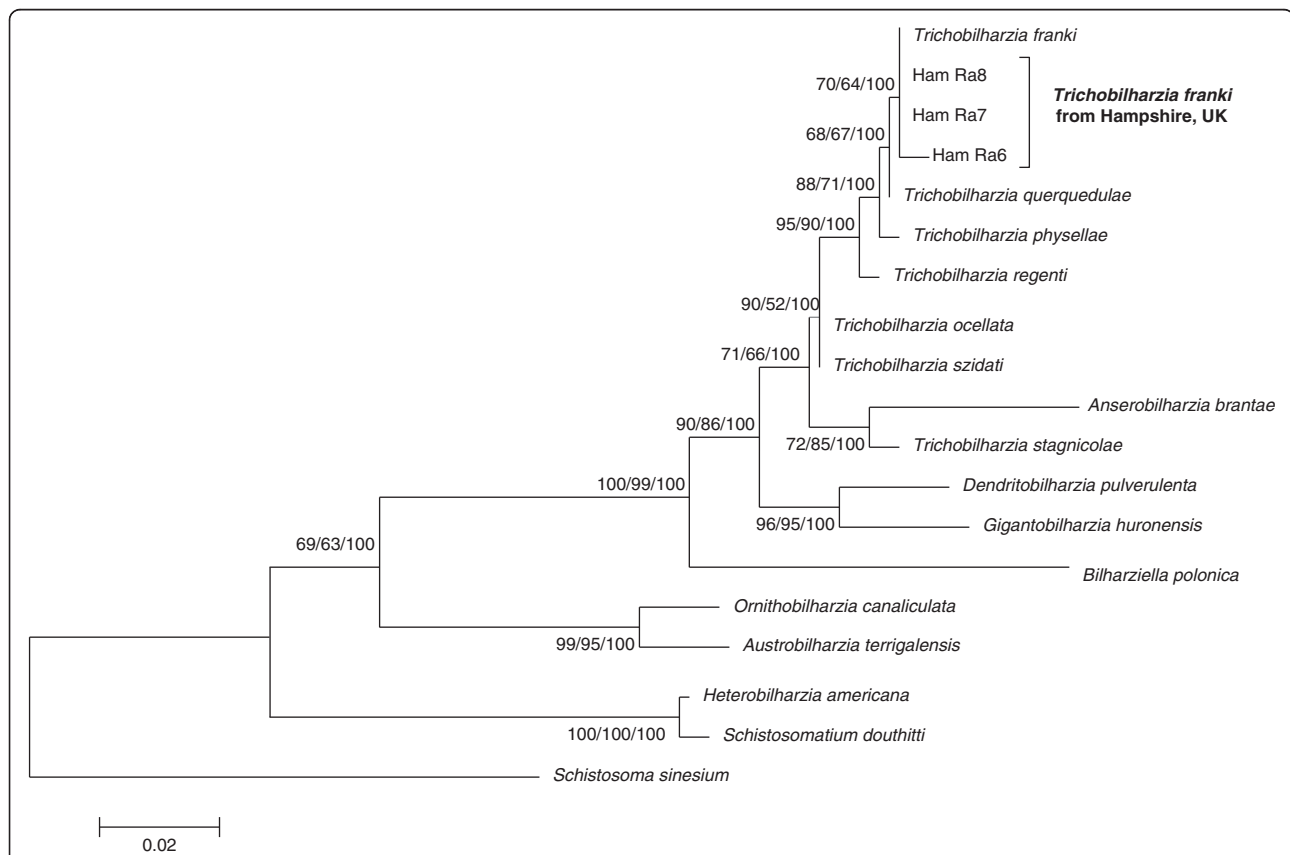 Trichobilharzia franki
70/64/100
Ham Ra8
Trichobilharzia franki
from Hampshire, UK
Ham Ra7
68/67/100
Ham Ra6
88/71/100
Trichobilharzia querquedulae
95/90/100
Trichobilharzia physellae
Trichobilharzia regenti
90/52/100
Trichobilharzia ocellata
71/66/100
Trichobilharzia szidati
Anserobilharzia brantae
90/86/100
72/85/100
Trichobilharzia stagnicolae
100/99/100
Dendritobilharzia pulverulenta
96/95/100
Gigantobilharzia huronensis
69/63/100
Bilharziella polonica
Ornithobilharzia canaliculata
99/95/100
Austrobilharzia terrigalensis
Heterobilharzia americana
100/100/100
Schistosomatium douthitti
Schistosoma sinesium
0.02